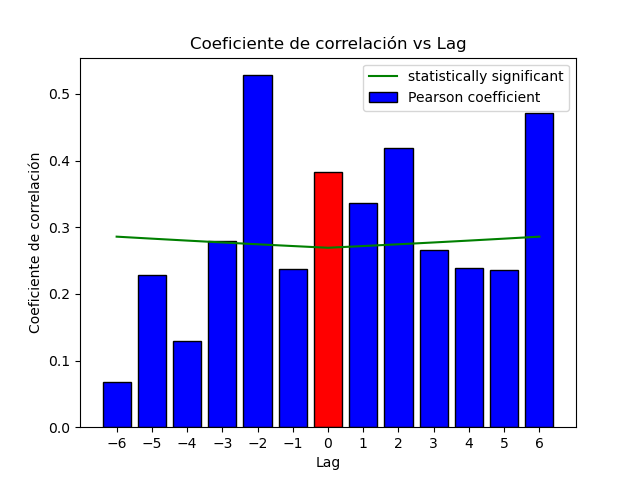 Coeficiente de correlación vs Lag
statistically significant
Pearson coefficient
Coeficiente de correlación
0.5
0.4
0.3
0.2
0.1
0.0
−6 −5 −4 −3 −2 −1 0 1 2 3 4 5 6
Lag